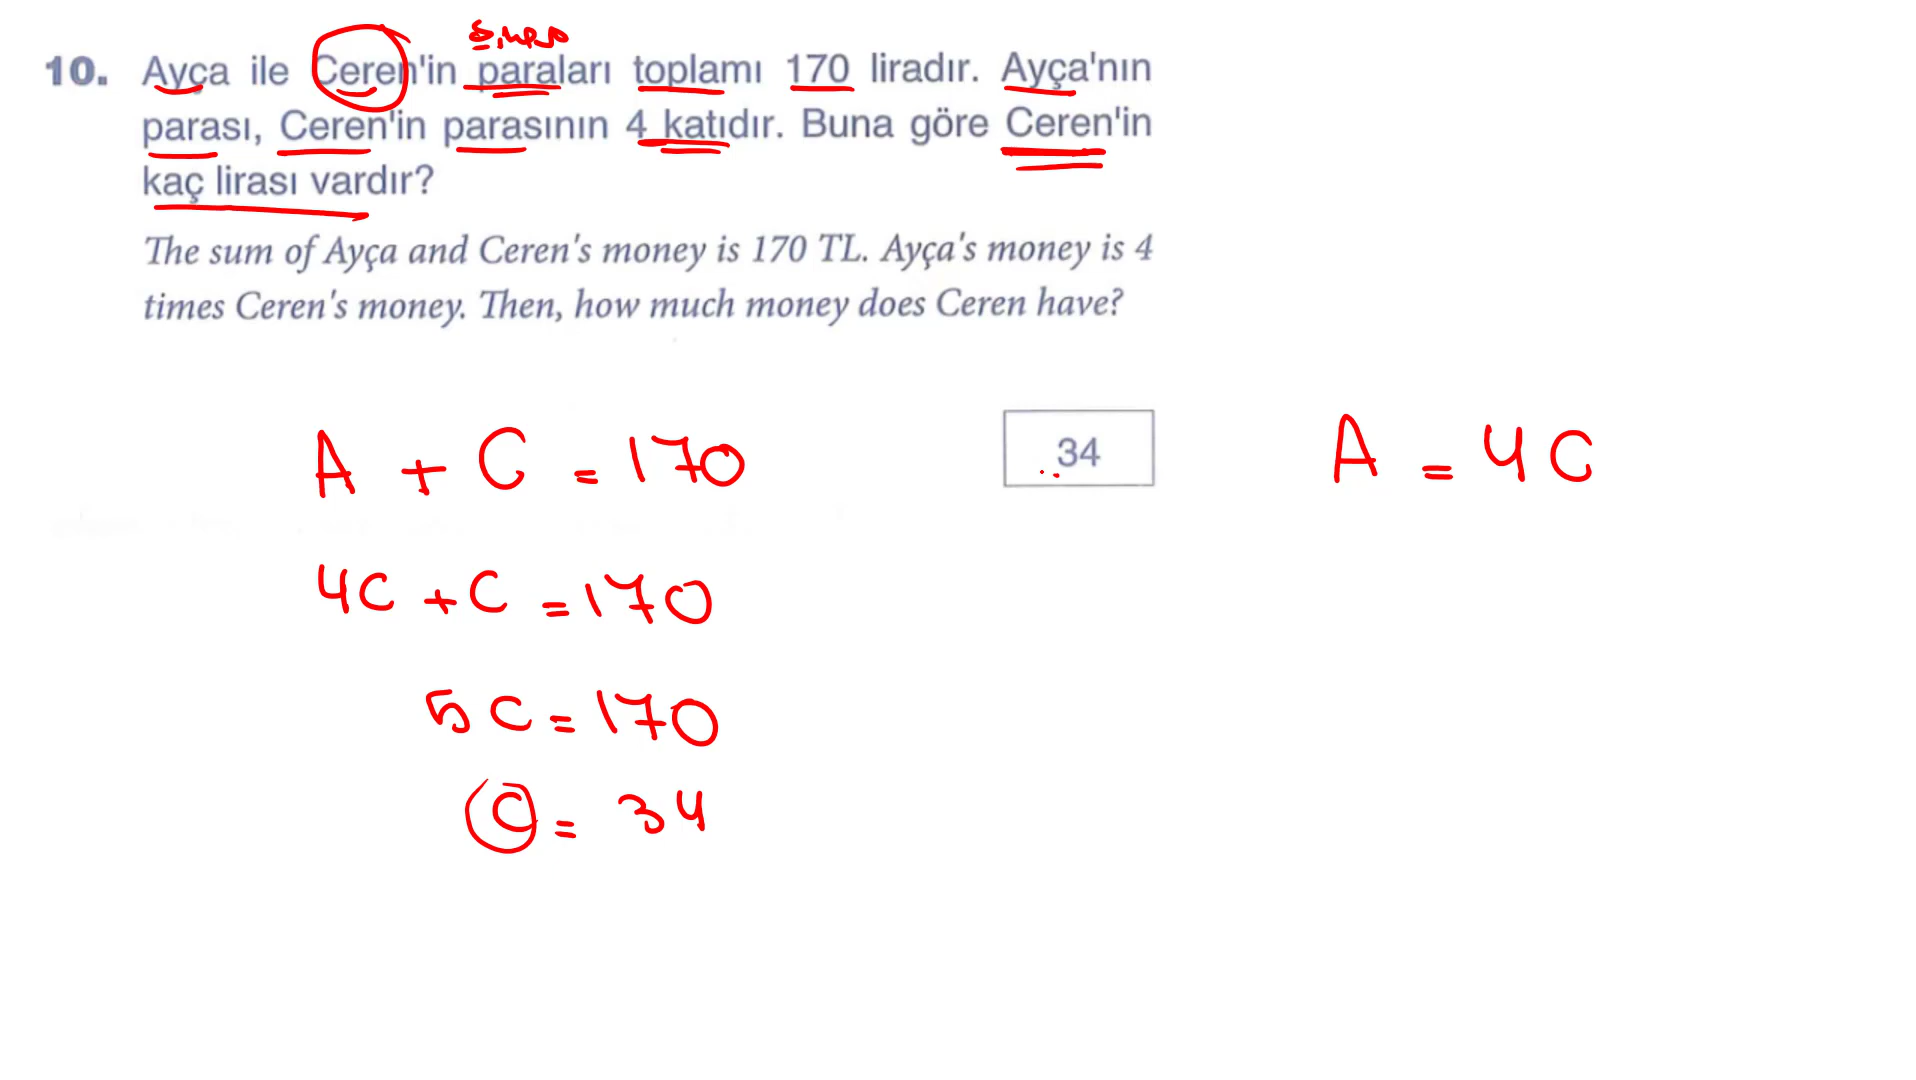 10. Ayça ile Ceren'in paraları toplamı 170 liradır. Ayça'nın
parası, Ceren'in parasının 4 katıdır. Buna göre Ceren'in
kaç lirası vardır?
The sum of Ayça and Ceren's money is 170 TL. Ayça's money is 4
times Ceren's money. Then, how much money does Ceren have?
A + C = 170
34
A = 4C
4C + C = 170
5C = 170
C = 34